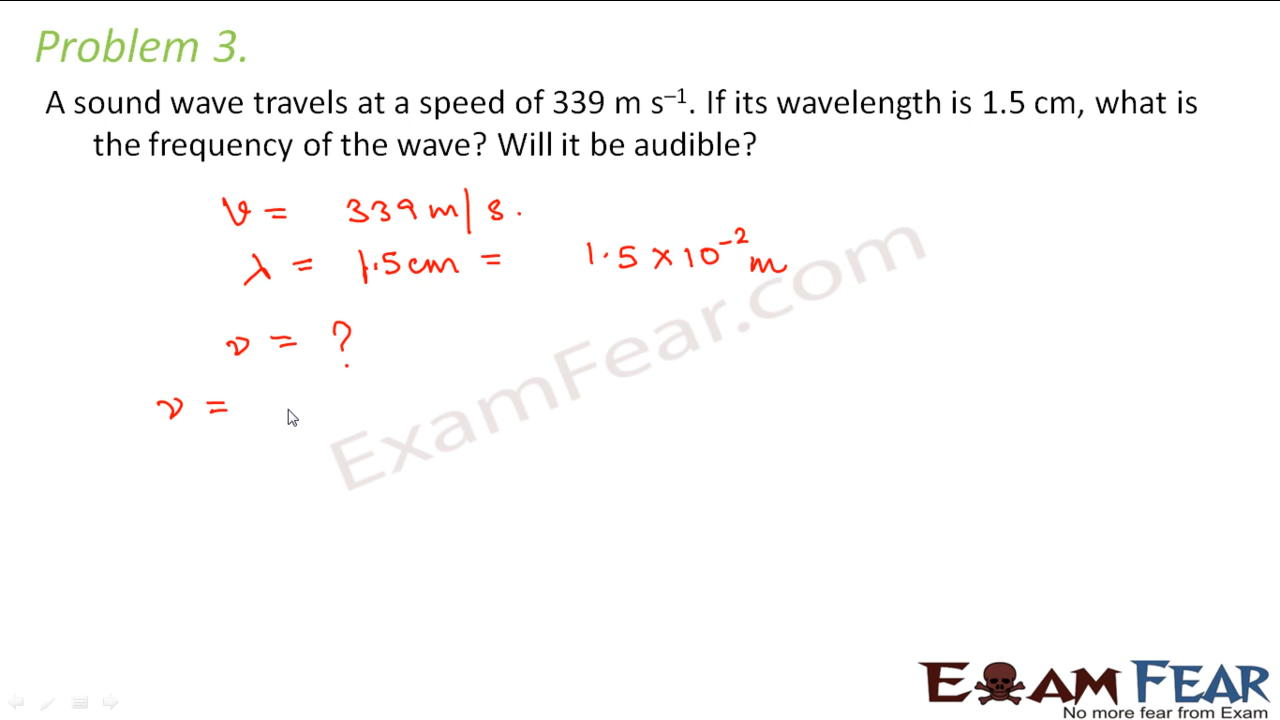 Problem 3.
A sound wave travels at a speed of 339 m s⁻¹. If its wavelength is 1.5 cm, what is
the frequency of the wave? Will it be audible?
v = 339 m/s.
λ = 1.5 cm = 1.5 × 10⁻² m
ν = ?
ν =
ExamFear.com
EXAM FEAR
No more fear from Exam